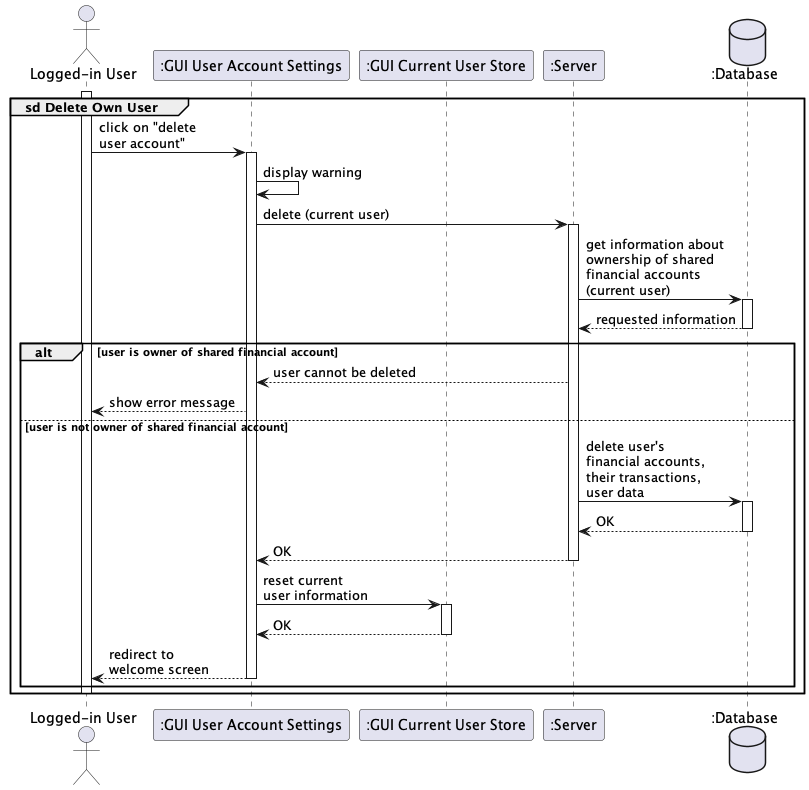 Logged-in User
:GUI User Account Settings
:GUI Current User Store
:Server
:Database
sd Delete Own User
click on "delete
user account"
display warning
delete (current user)
get information about
ownership of shared
financial accounts
(current user)
requested information
alt
[user is owner of shared financial account]
user cannot be deleted
show error message
[user is not owner of shared financial account]
delete user's
financial accounts,
their transactions,
user data
OK
OK
reset current
user information
OK
redirect to
welcome screen
Logged-in User
:GUI User Account Settings
:GUI Current User Store
:Server
:Database